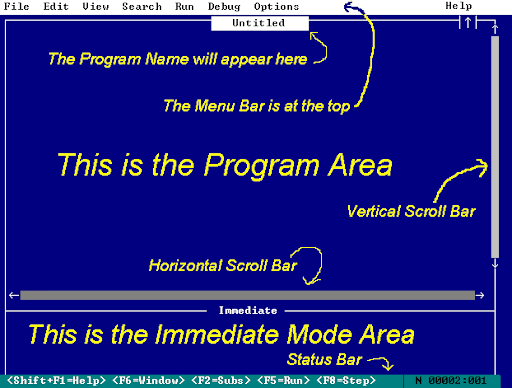 File Edit View Search Run Debug Options Help
Untitled
The Program Name will appear here
The Menu Bar is at the top
This is the Program Area
Vertical Scroll Bar
Horizontal Scroll Bar
Immediate
This is the Immediate Mode Area
Status Bar
<Shift+F1=Help> <F6=Window> <F2=Subs> <F5=Run> <F8=Step> N 00002:001